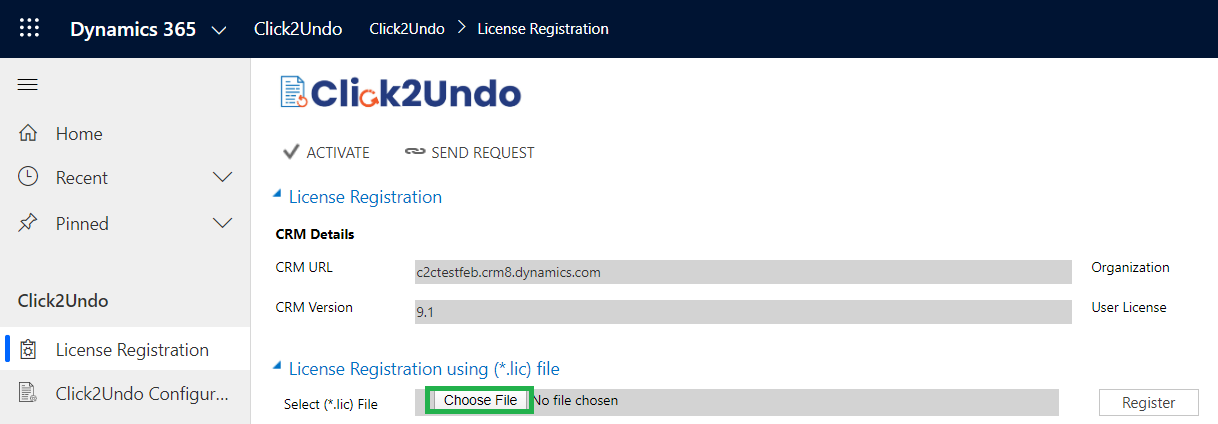 Dynamics 365 Click2Undo Click2Undo > License Registration
Click2Undo
Home
ACTIVATE SEND REQUEST
Recent
License Registration
Pinned
CRM Details
CRM URL c2ctestfeb.crm8.dynamics.com Organization
Click2Undo
CRM Version 9.1 User License
License Registration
License Registration using (*.lic) file
Click2Undo Configur...
Select (*.lic) File Choose File No file chosen Register